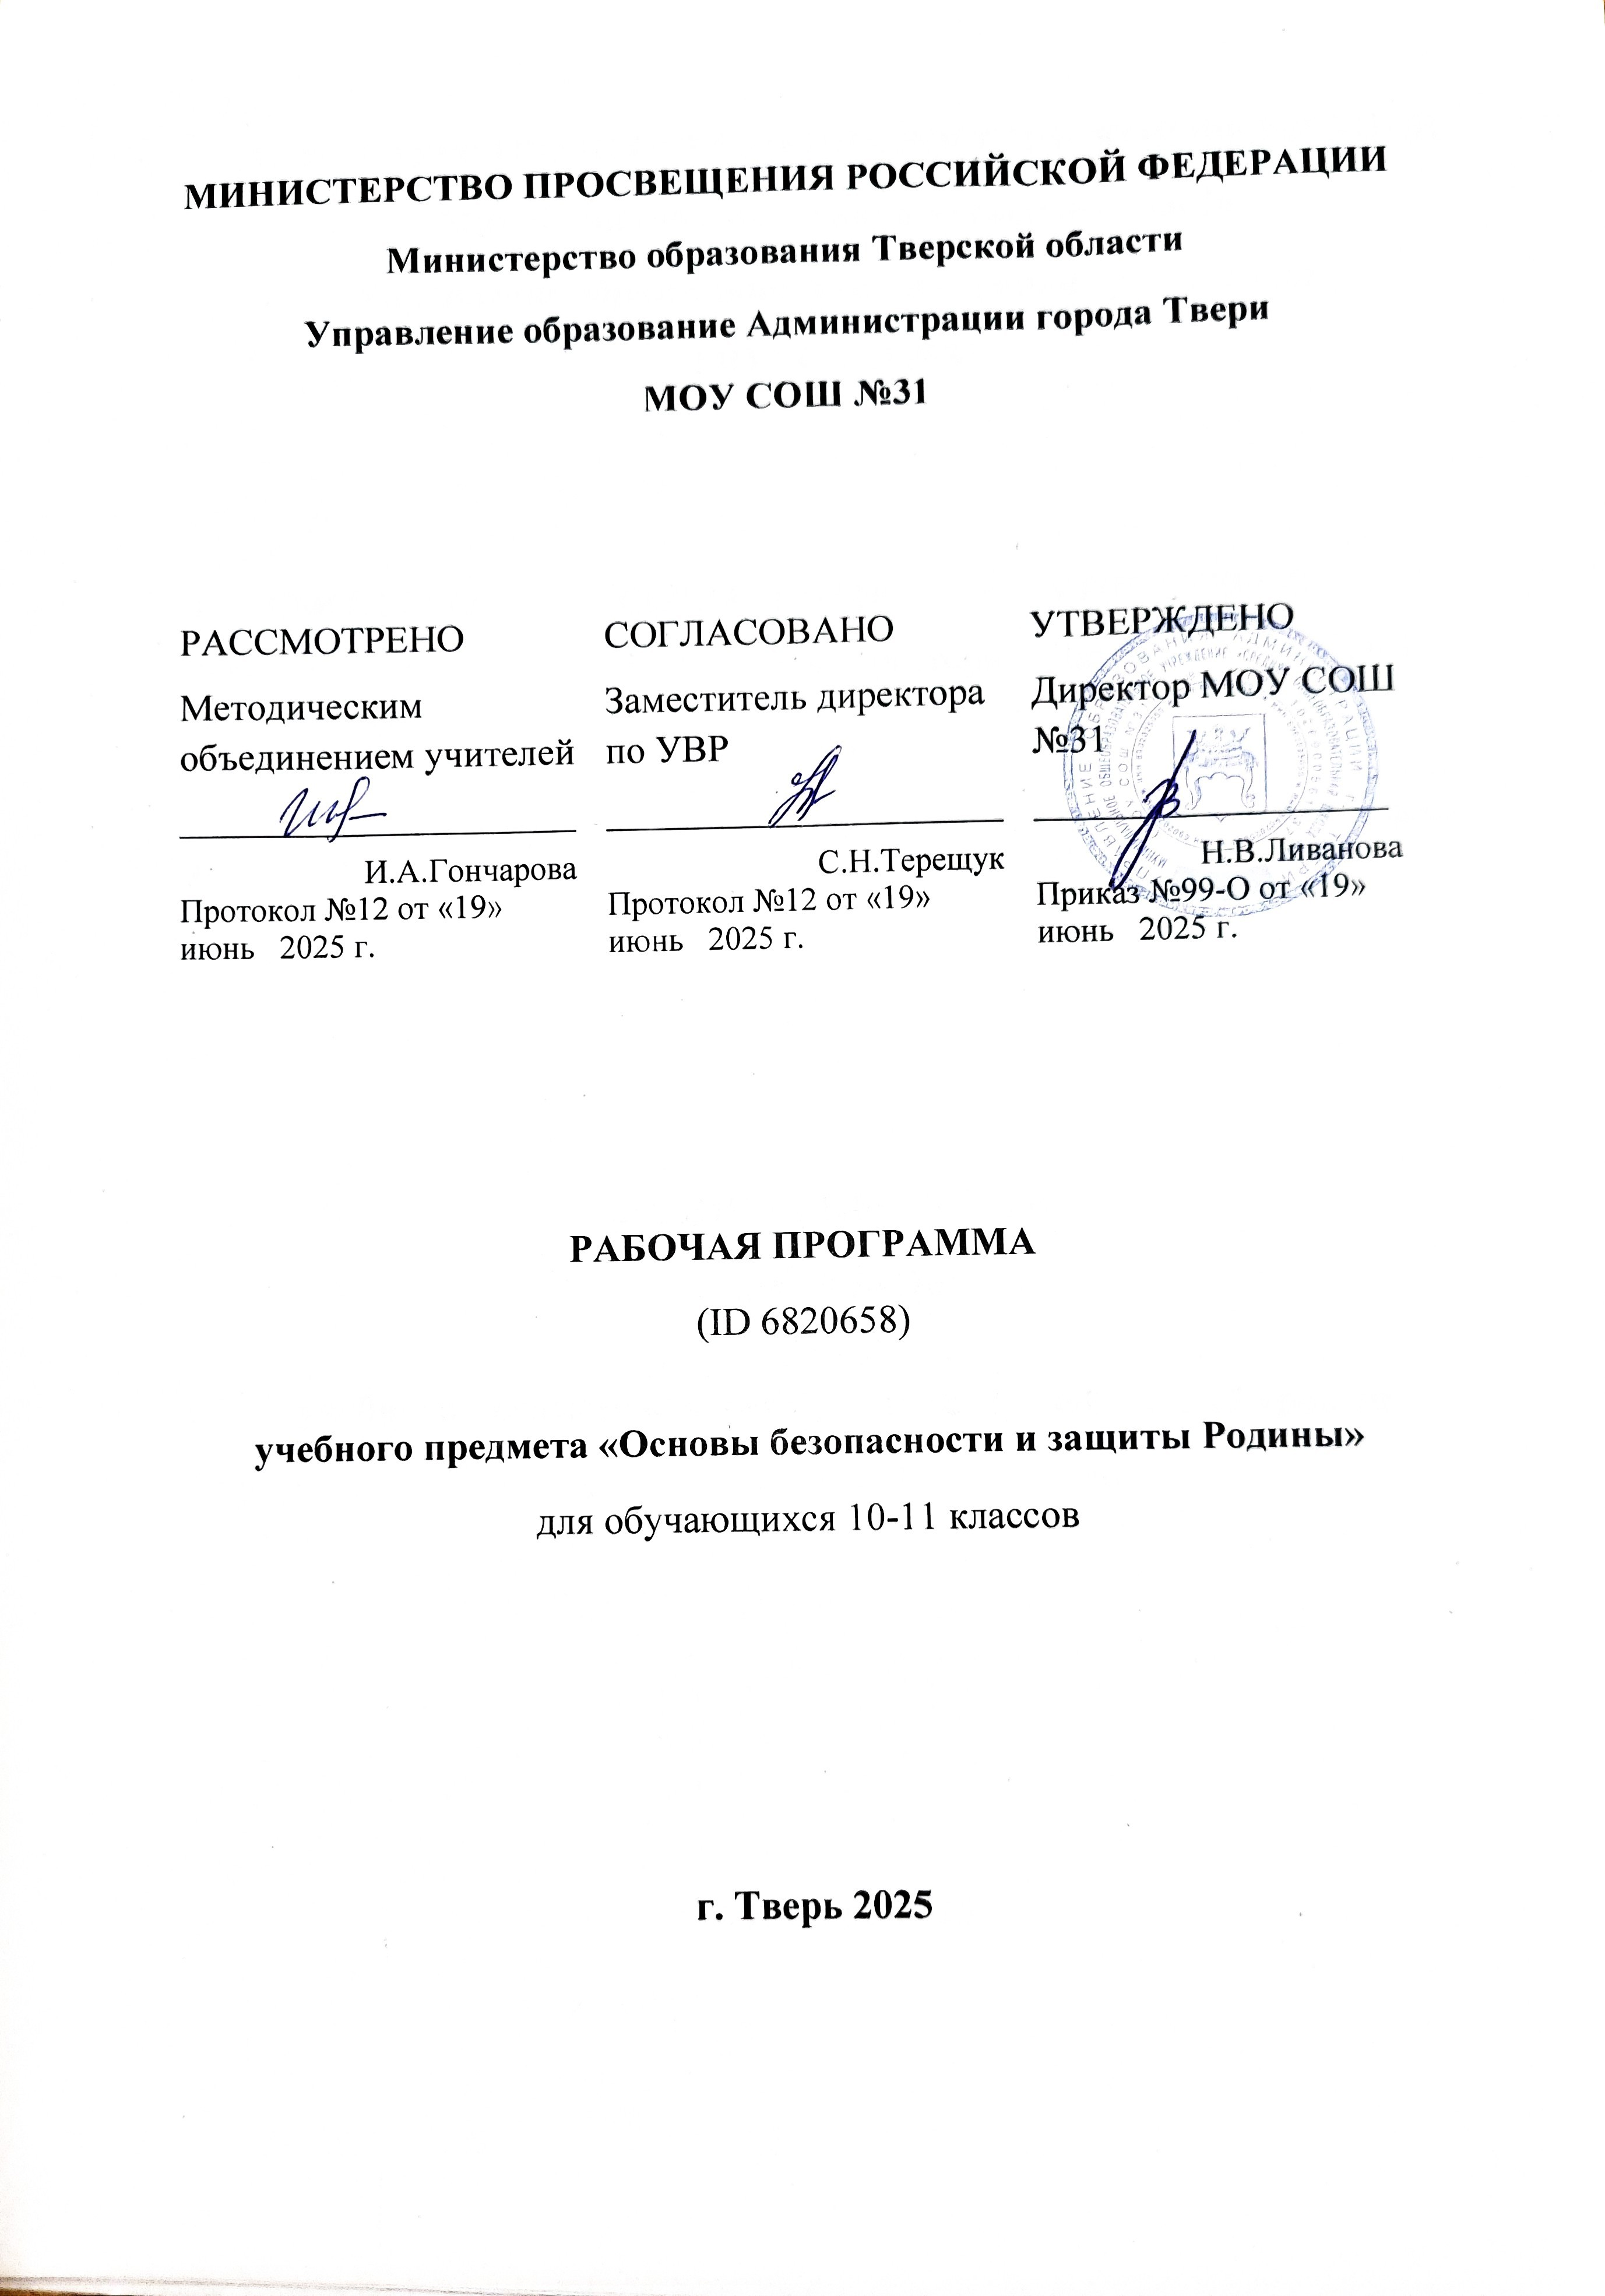 МИНИСТЕРСТВО ПРОСВЕЩЕНИЯ РОССИЙСКОЙ ФЕДЕРАЦИИ
Министерство образования Тверской области
Управление образование Администрации города Твери
МОУ СОШ №31
РАССМОТРЕНО
Методическим
объединением учителей
И.А.Гончарова
Протокол №12 от «19»
июнь 2025 г.
СОГЛАСОВАНО
Заместитель директора
по УВР
С.Н.Терещук
Протокол №12 от «19»
июнь 2025 г.
УТВЕРЖДЕНО
Директор МОУ СОШ
№31
Н.В.Ливанова
Приказ №99-О от «19»
июнь 2025 г.
РАБОЧАЯ ПРОГРАММА
(ID 6820658)
учебного предмета «Основы безопасности и защиты Родины»
для обучающихся 10-11 классов
г. Тверь 2025